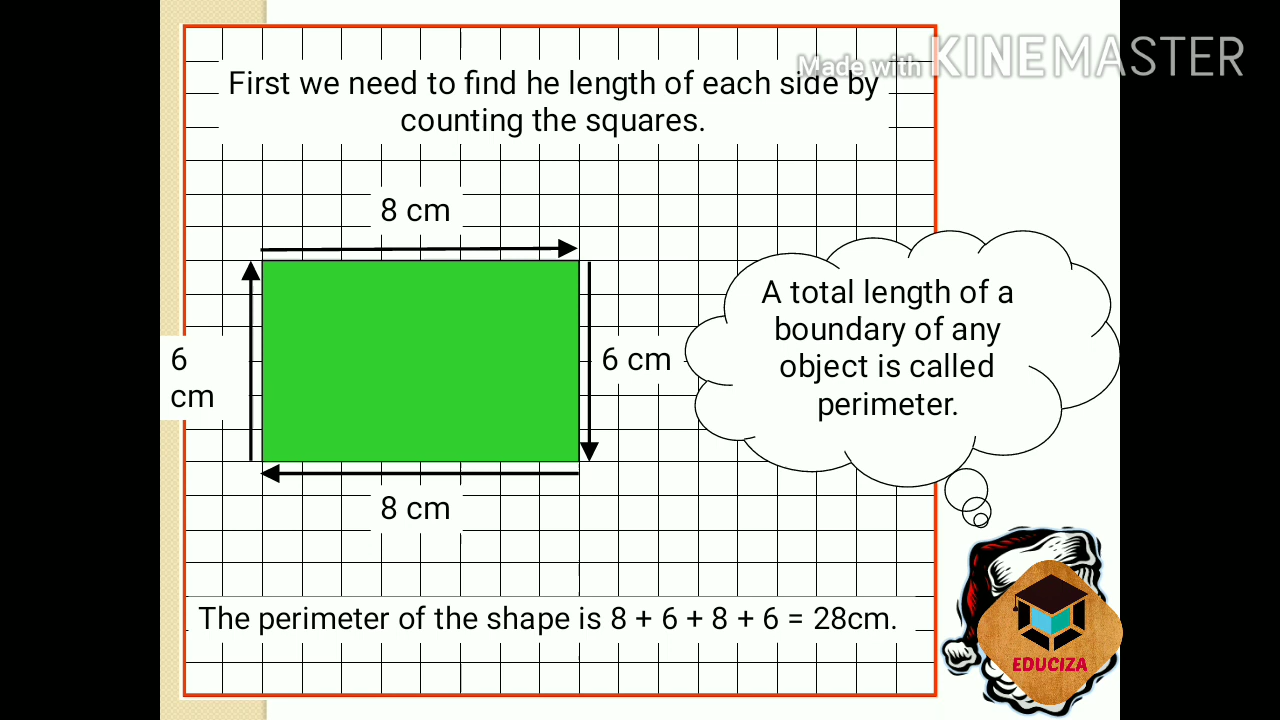 Made with KINEMASTER
First we need to find he length of each side by
counting the squares.
8 cm
6
cm
6 cm
A total length of a
boundary of any
object is called
perimeter.
8 cm
The perimeter of the shape is 8 + 6 + 8 + 6 = 28cm.
EDUCIZA